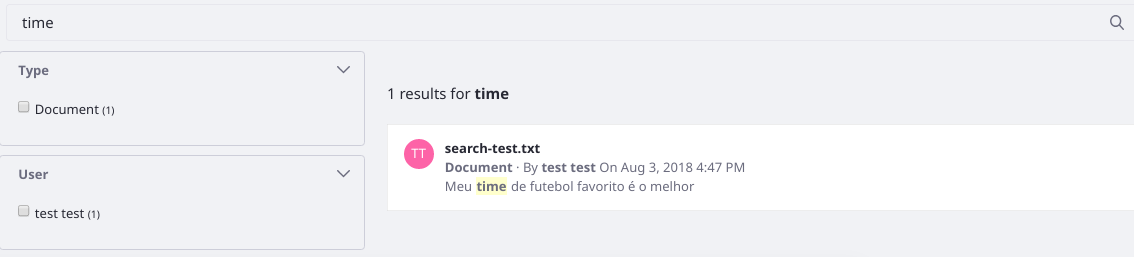 time
Type
Document (1)
User
test test (1)
1 results for time
TT
search-test.txt
Document · By test test On Aug 3, 2018 4:47 PM
Meu time de futebol favorito é o melhor